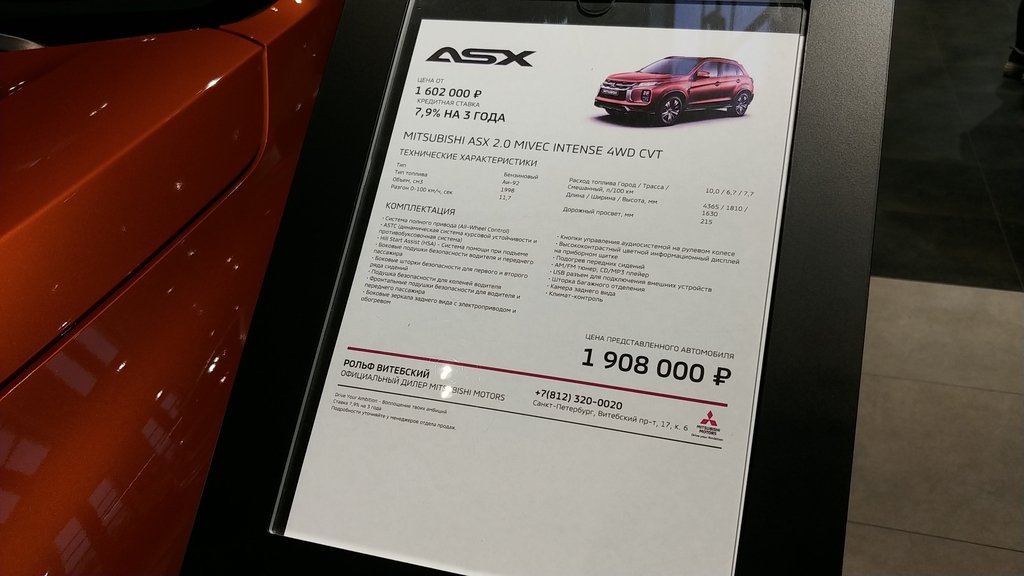 ASX
ЦЕНА ОТ
1 602 000 ₽
КРЕДИТНАЯ СТАВКА
7,9% НА 3 ГОДА
MITSUBISHI ASX 2.0 MIVEC INTENSE 4WD CVT
ТЕХНИЧЕСКИЕ ХАРАКТЕРИСТИКИ
Тип Бензиновый
Тип топлива Аи-92
Объем, см3 1998
Разгон 0-100 км/ч, сек 11,7
Расход топлива Город / Трасса /
Смешанный, л/100 км 10,0 / 6,7 / 7,7
Длина / Ширина / Высота, мм 4365 / 1810 /
1630
Дорожный просвет, мм 215
КОМПЛЕКТАЦИЯ
· Система полного привода (All-Wheel Control)
· ASTC (динамическая система курсовой устойчивости и
противобуксовочная система)
· Hill Start Assist (HSA) - Система помощи при подъеме
· Боковые подушки безопасности водителя и переднего
пассажира
· Боковые шторки безопасности для первого и второго
ряда сидений
· Подушка безопасности для коленей водителя
· Фронтальные подушки безопасности для водителя и
переднего пассажира
· Боковые зеркала заднего вида с электроприводом и
обогревом
· Кнопки управления аудиосистемой на рулевом колесе
· Высококонтрастный цветной информационный дисплей
на приборном щитке
· Подогрев передних сидений
· AM/FM тюнер, CD/MP3 плейер
· USB разъем для подключения внешних устройств
· Шторка багажного отделения
· Камера заднего вида
· Климат-контроль
ЦЕНА ПРЕДСТАВЛЕННОГО АВТОМОБИЛЯ
1 908 000 ₽
РОЛЬФ ВИТЕБСКИЙ
ОФИЦИАЛЬНЫЙ ДИЛЕР MITSUBISHI MOTORS
+7(812) 320-0020
Санкт-Петербург, Витебский пр-т, 17, к. 6
MITSUBISHI
MOTORS
Drive your Ambition
Drive Your Ambition - Воплощение твоих амбиций
Ставка 7,9% на 3 года
Подробности уточняйте у менеджеров отдела продаж.